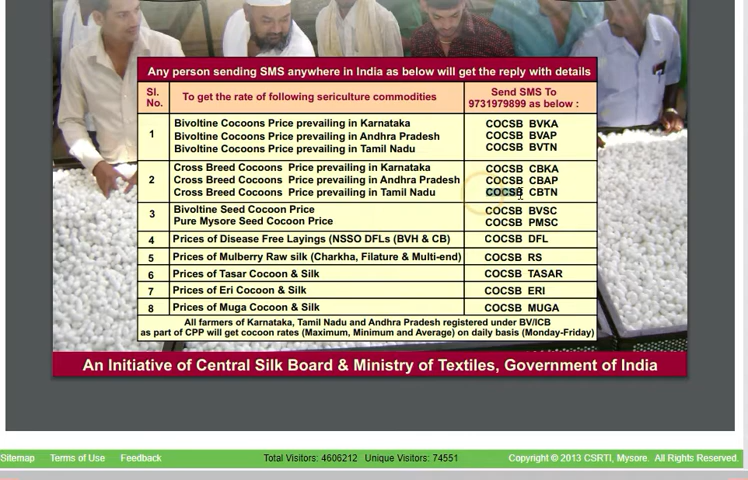 Any person sending SMS anywhere in India as below will get the reply with details
Sl. No. To get the rate of following sericulture commodities Send SMS To 9731979899 as below :
1
Bivoltine Cocoons Price prevailing in Karnataka COCSB BVKA
Bivoltine Cocoons Price prevailing in Andhra Pradesh COCSB BVAP
Bivoltine Cocoons Price prevailing in Tamil Nadu COCSB BVTN
2
Cross Breed Cocoons Price prevailing in Karnataka COCSB CBKA
Cross Breed Cocoons Price prevailing in Andhra Pradesh COCSB CBAP
Cross Breed Cocoons Price prevailing in Tamil Nadu COCSB CBTN
3
Bivoltine Seed Cocoon Price COCSB BVSC
Pure Mysore Seed Cocoon Price COCSB PMSC
4 Prices of Disease Free Layings (NSSO DFLs (BVH & CB) COCSB DFL
5 Prices of Mulberry Raw silk (Charkha, Filature & Multi-end) COCSB RS
6 Prices of Tasar Cocoon & Silk COCSB TASAR
7 Prices of Eri Cocoon & Silk COCSB ERI
8 Prices of Muga Cocoon & Silk COCSB MUGA
All farmers of Karnataka, Tamil Nadu and Andhra Pradesh registered under BV/ICB
as part of CPP will get cocoon rates (Maximum, Minimum and Average) on daily basis (Monday-Friday)
An Initiative of Central Silk Board & Ministry of Textiles, Government of India
Sitemap Terms of Use Feedback Total Visitors: 4606212 Unique Visitors: 74551 Copyright © 2013 CSRTI, Mysore. All Rights Reserved.